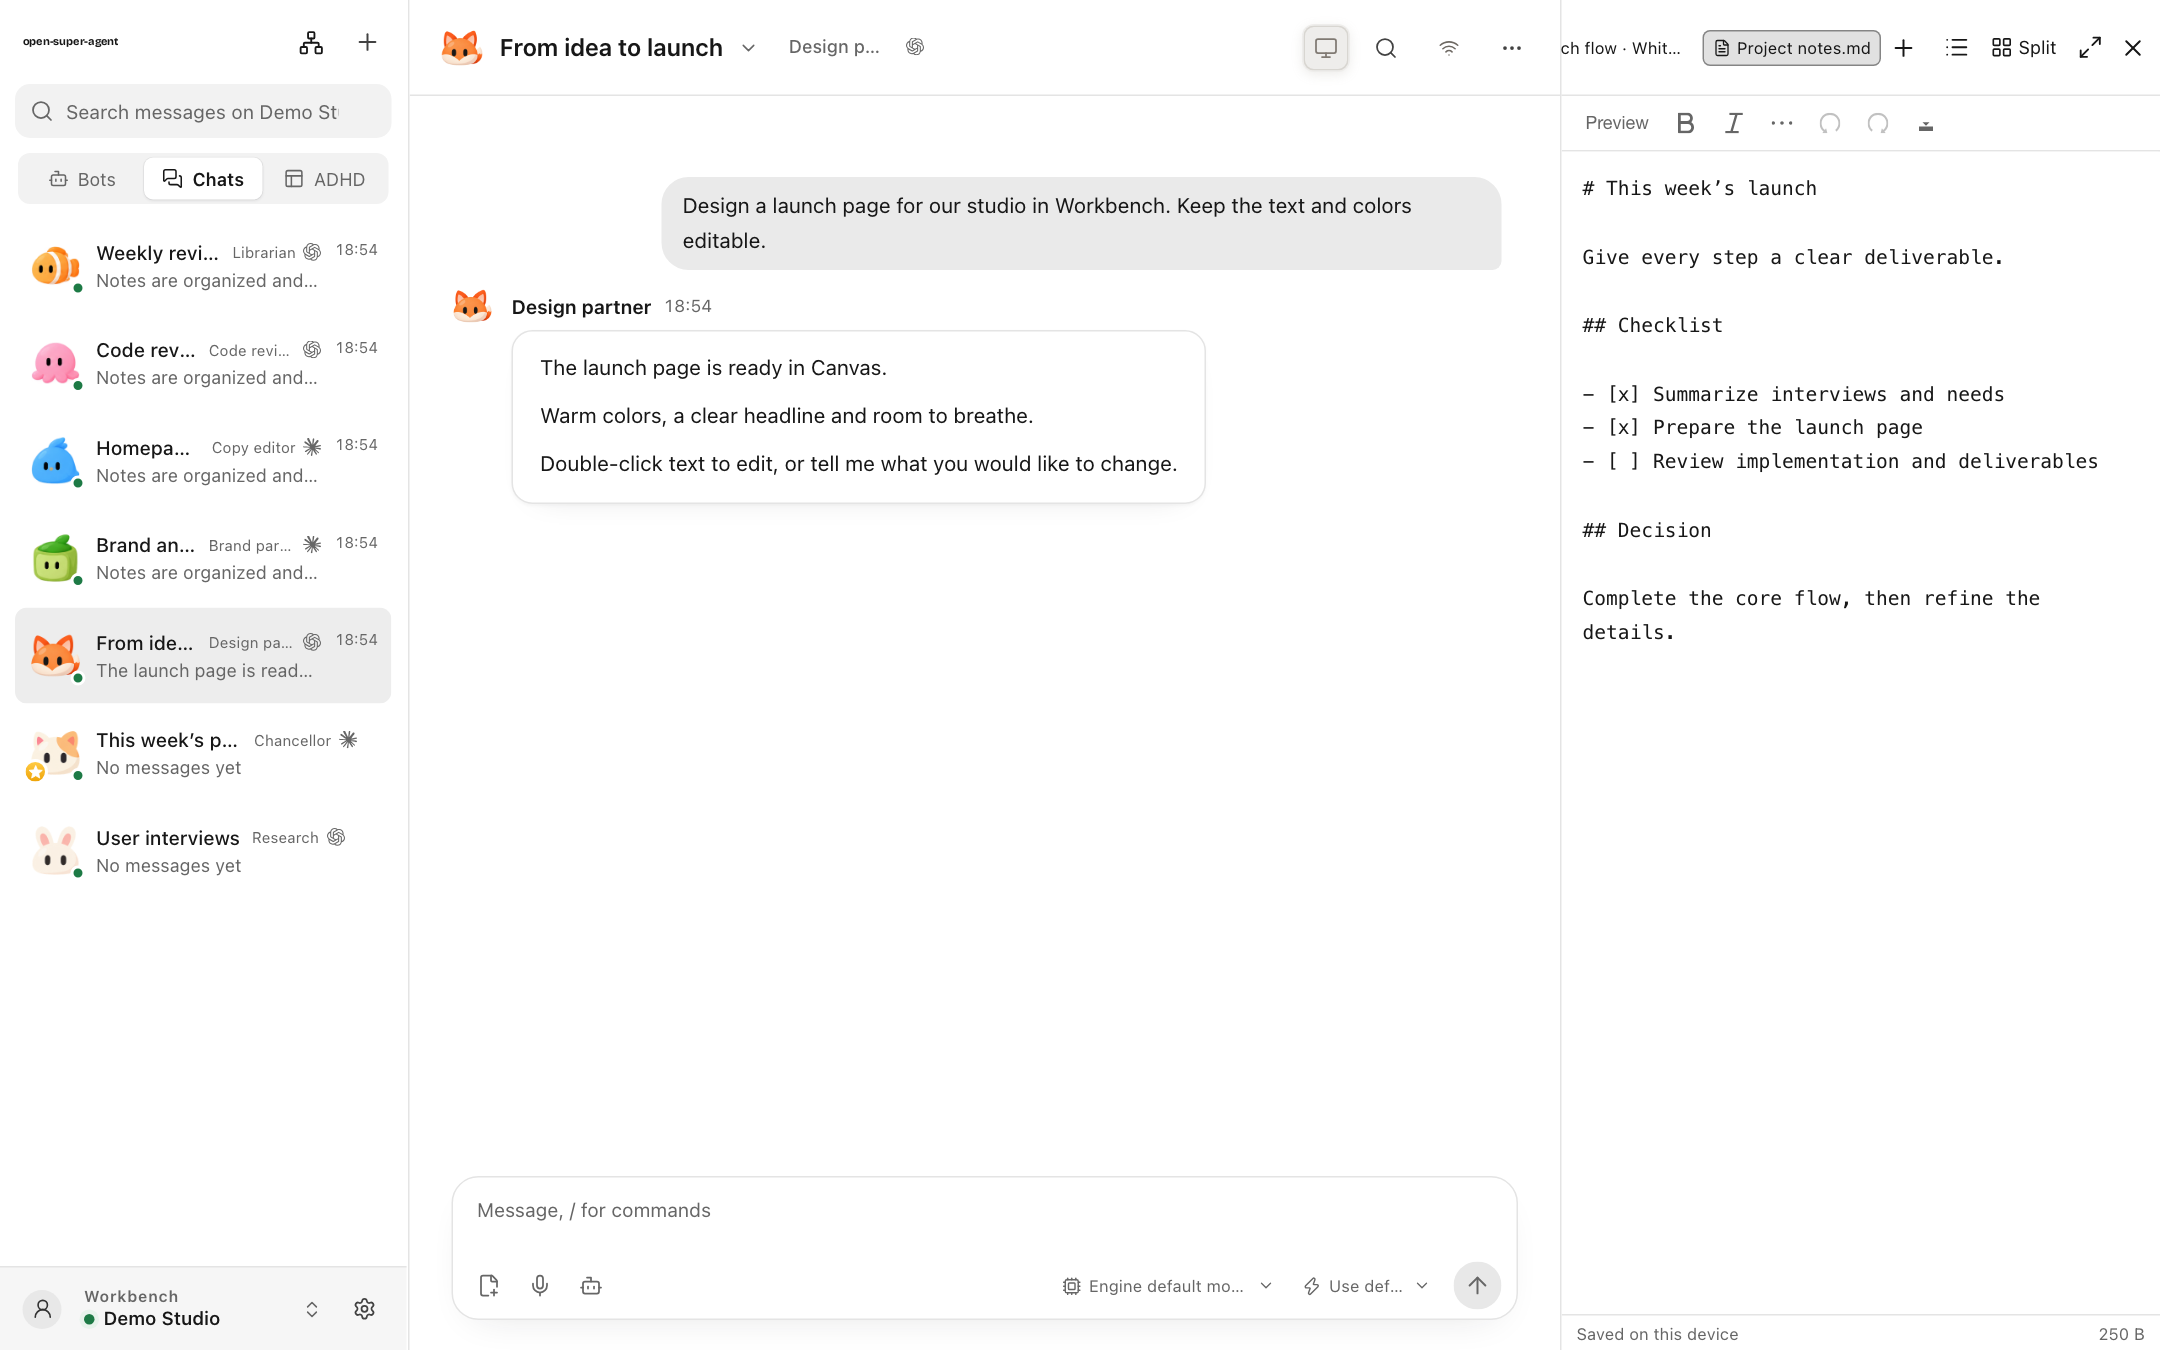 open-super-agent
Search messages on Demo St
Bots
Chats
ADHD
Weekly revi... Librarian 18:54
Notes are organized and...
Code rev... Code revi... 18:54
Notes are organized and...
Homepa... Copy editor 18:54
Notes are organized and...
Brand an... Brand par... 18:54
Notes are organized and...
From ide... Design pa... 18:54
The launch page is read...
This week’s p... Chancellor
No messages yet
User interviews Research
No messages yet
Workbench
Demo Studio
From idea to launch Design p...
Design a launch page for our studio in Workbench. Keep the text and colors
editable.
Design partner 18:54
The launch page is ready in Canvas.
Warm colors, a clear headline and room to breathe.
Double-click text to edit, or tell me what you would like to change.
Message, / for commands
Engine default mo... Use def...
ch flow · Whit... Project notes.md Split
Preview
# This week’s launch
Give every step a clear deliverable.
## Checklist
- [x] Summarize interviews and needs
- [x] Prepare the launch page
- [ ] Review implementation and deliverables
## Decision
Complete the core flow, then refine the
details.
Saved on this device 250 B